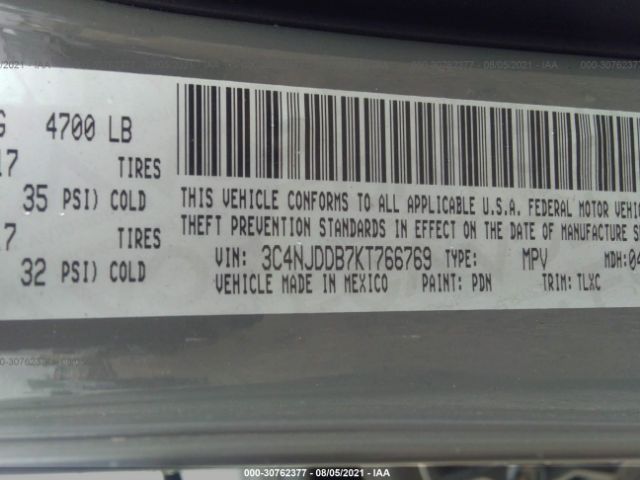 4700 LB
TIRES
35 PSI) COLD
TIRES
32 PSI) COLD
THIS VEHICLE CONFORMS TO ALL APPLICABLE U.S.A. FEDERAL MOTOR
THEFT PREVENTION STANDARDS IN EFFECT ON THE DATE OF MANUFACTURE
VIN: 3C4NJDDB7KT766769 TYPE: MPV MDH:04
VEHICLE MADE IN MEXICO PAINT: PDN TRIM: TLXC
000-30762377 - 08/05/2021 - IAA